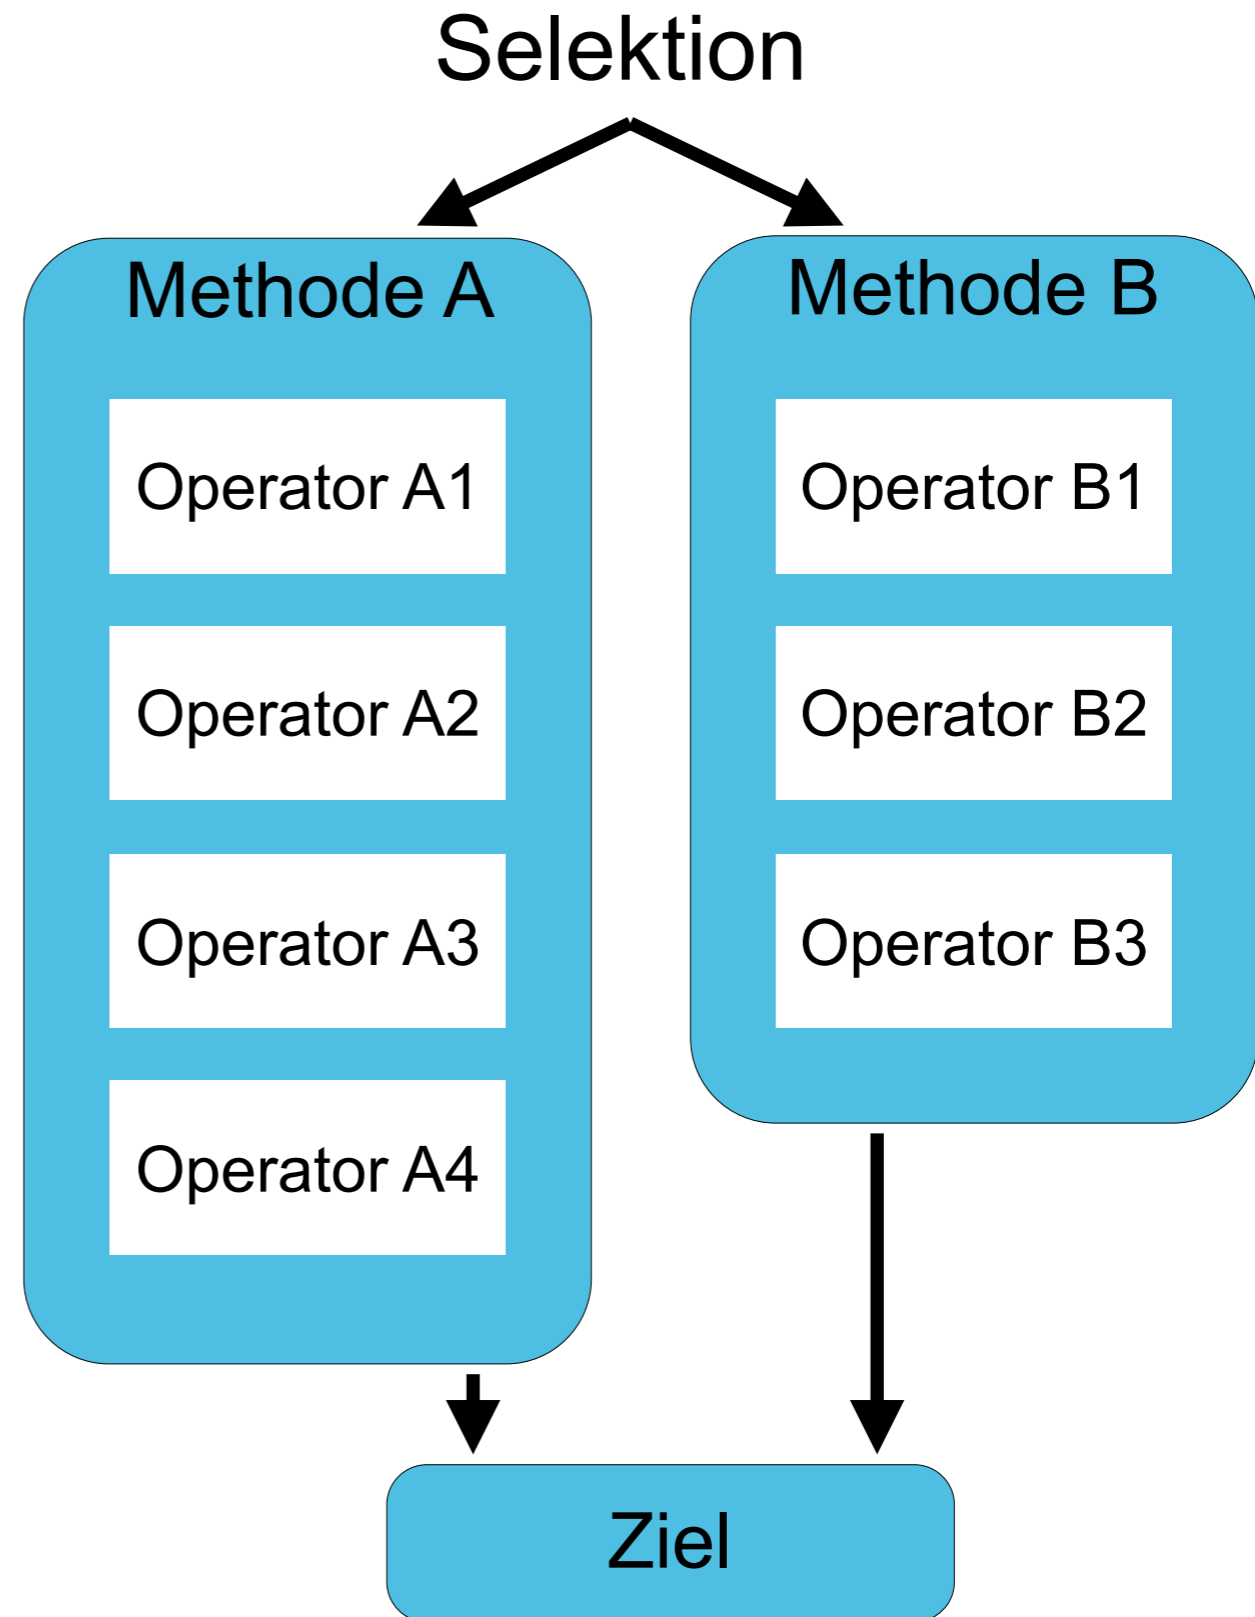 Selektion
Methode A
Operator A1
Operator A2
Operator A3
Operator A4
Methode B
Operator B1
Operator B2
Operator B3
Ziel